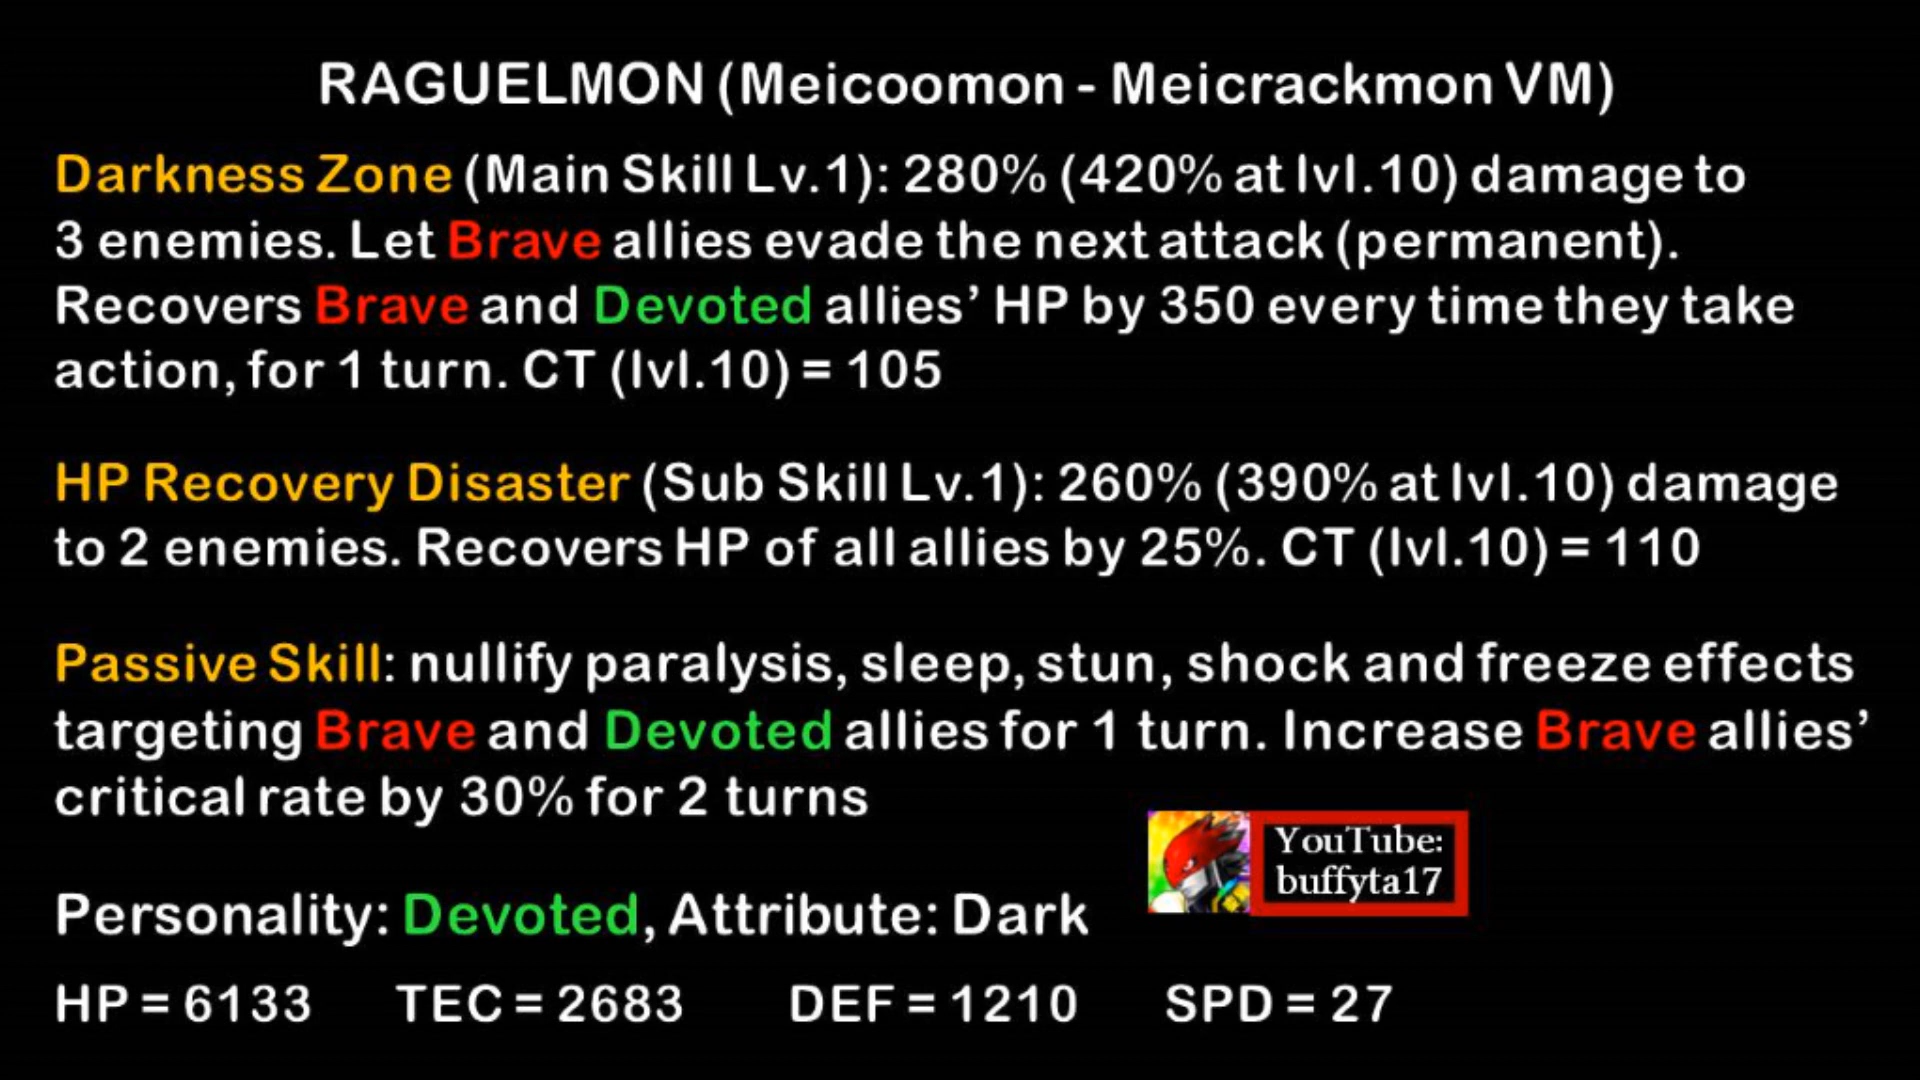 RAGUELMON (Meicoomon - Meicrackmon VM)
Darkness Zone (Main Skill Lv.1): 280% (420% at lvl.10) damage to
3 enemies. Let Brave allies evade the next attack (permanent).
Recovers Brave and Devoted allies’ HP by 350 every time they take
action, for 1 turn. CT (lvl.10) = 105
HP Recovery Disaster (Sub Skill Lv.1): 260% (390% at lvl.10) damage
to 2 enemies. Recovers HP of all allies by 25%. CT (lvl.10) = 110
Passive Skill: nullify paralysis, sleep, stun, shock and freeze effects
targeting Brave and Devoted allies for 1 turn. Increase Brave allies’
critical rate by 30% for 2 turns
YouTube:
buffyta17
Personality: Devoted, Attribute: Dark
HP = 6133 TEC = 2683 DEF = 1210 SPD = 27